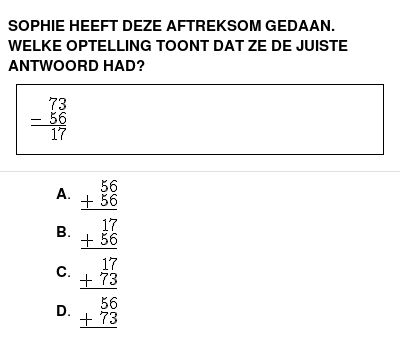 SOPHIE HEEFT DEZE AFTREKSOM GEDAAN.
WELKE OPTELLING TOONT DAT ZE DE JUISTE
ANTWOORD HAD?
73
− 56
17
A. 56
+ 56
B. 17
+ 56
C. 17
+ 73
D. 56
+ 73